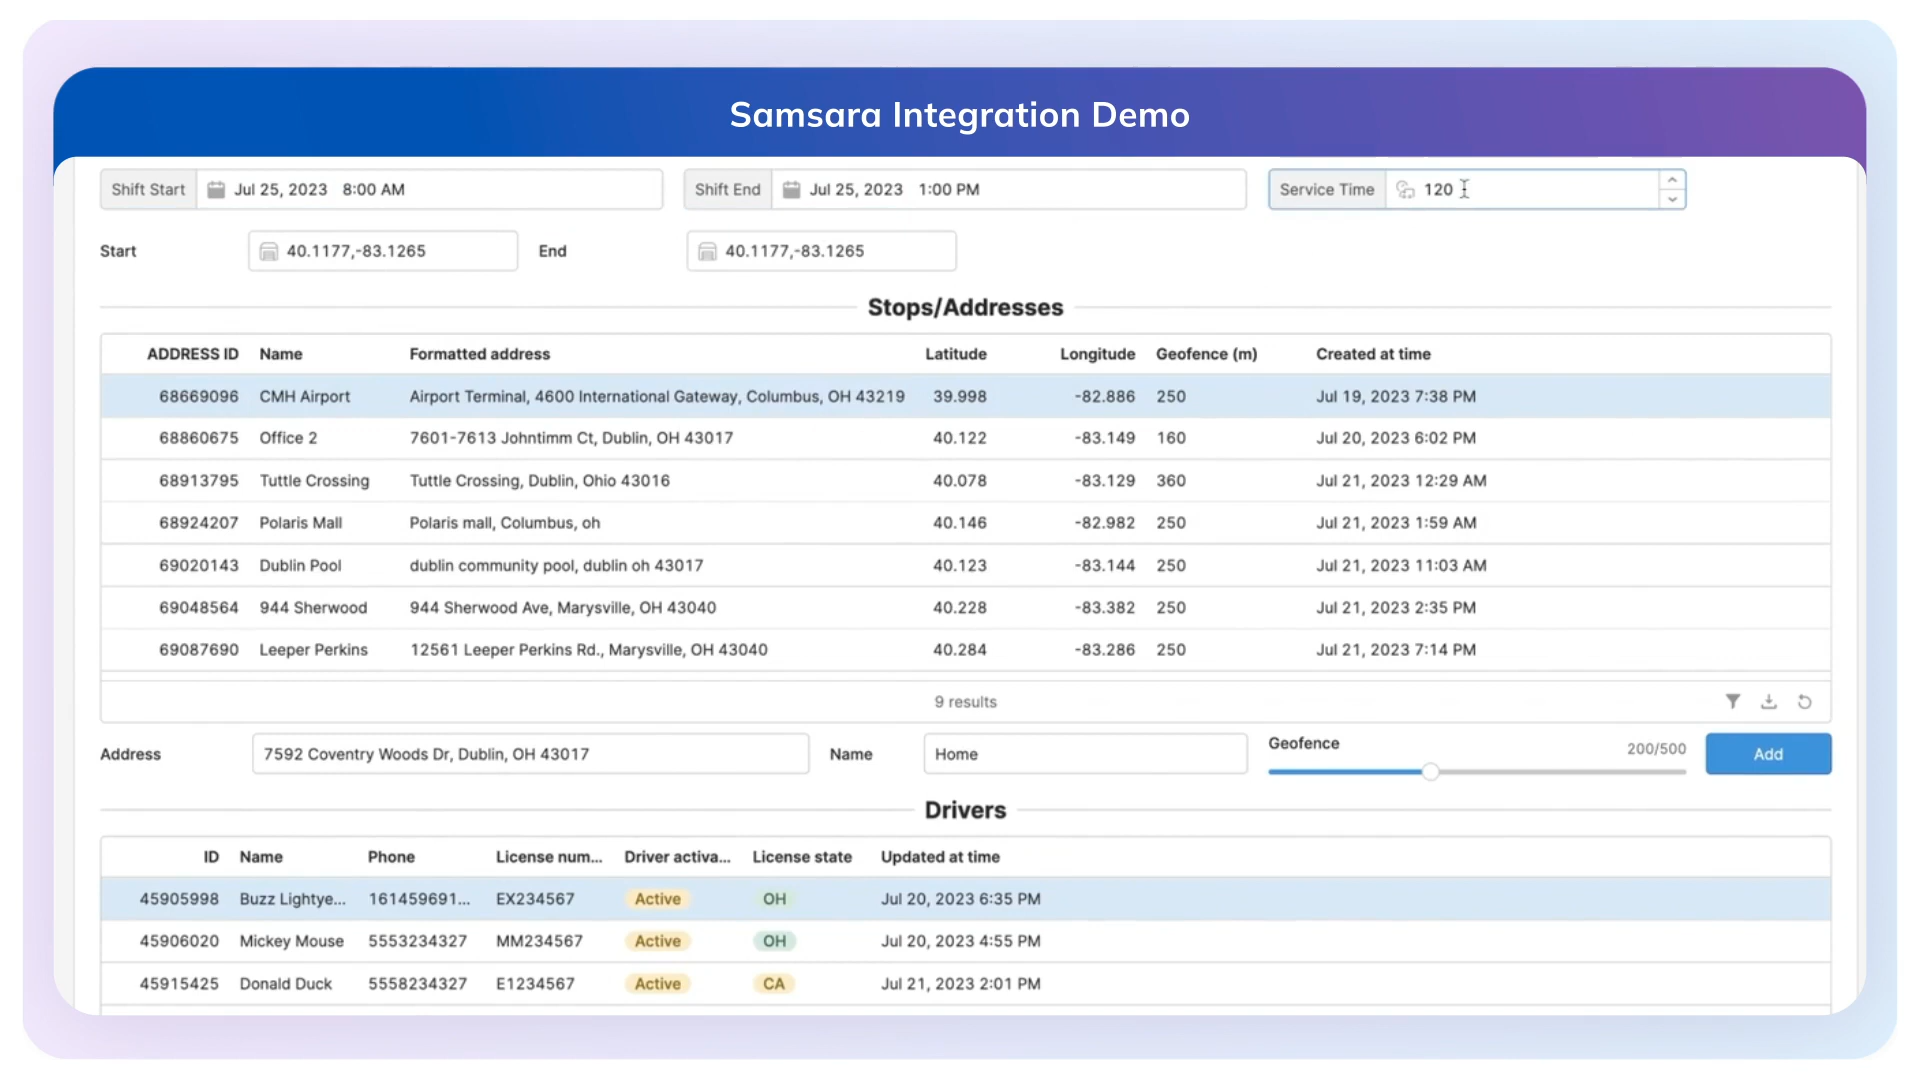 Samsara Integration Demo
Shift Start Jul 25, 2023 8:00 AM Shift End Jul 25, 2023 1:00 PM Service Time 120
Start 40.1177,-83.1265 End 40.1177,-83.1265
Stops/Addresses
ADDRESS ID Name Formatted address Latitude Longitude Geofence (m) Created at time
68669096 CMH Airport Airport Terminal, 4600 International Gateway, Columbus, OH 43219 39.998 -82.886 250 Jul 19, 2023 7:38 PM
68860675 Office 2 7601-7613 Johntimm Ct, Dublin, OH 43017 40.122 -83.149 160 Jul 20, 2023 6:02 PM
68913795 Tuttle Crossing Tuttle Crossing, Dublin, Ohio 43016 40.078 -83.129 360 Jul 21, 2023 12:29 AM
68924207 Polaris Mall Polaris mall, Columbus, oh 40.146 -82.982 250 Jul 21, 2023 1:59 AM
69020143 Dublin Pool dublin community pool, dublin oh 43017 40.123 -83.144 250 Jul 21, 2023 11:03 AM
69048564 944 Sherwood 944 Sherwood Ave, Marysville, OH 43040 40.228 -83.382 250 Jul 21, 2023 2:35 PM
69087690 Leeper Perkins 12561 Leeper Perkins Rd., Marysville, OH 43040 40.284 -83.286 250 Jul 21, 2023 7:14 PM
9 results
Address 7592 Coventry Woods Dr, Dublin, OH 43017 Name Home Geofence 200/500 Add
Drivers
ID Name Phone License num... Driver activa... License state Updated at time
45905998 Buzz Lightye... 161459691... EX234567 Active OH Jul 20, 2023 6:35 PM
45906020 Mickey Mouse 5553234327 MM234567 Active OH Jul 20, 2023 4:55 PM
45915425 Donald Duck 5558234327 E1234567 Active CA Jul 21, 2023 2:01 PM